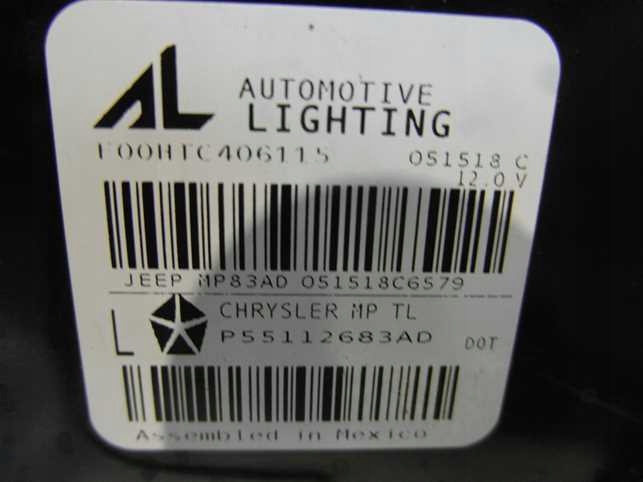 AL AUTOMOTIVE
LIGHTING
F00HTC406115 051518 C
12.0 V
JEEP MP83AD 051518C6579
CHRYSLER MP TL
L P55112683AD DOT
Assembled in Mexico